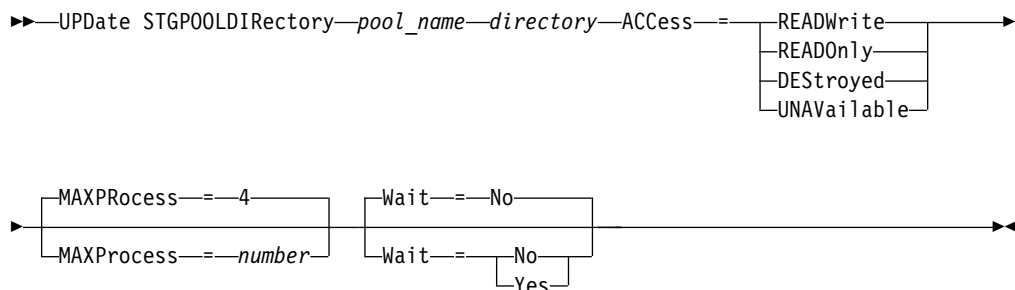 UPDate STGPOOLDIRectory pool_name directory ACCess = READWrite
READOnly
DEStroyed
UNAVailable
MAXPRocess = 4 Wait = No
MAXProcess = number Wait = No
Yes